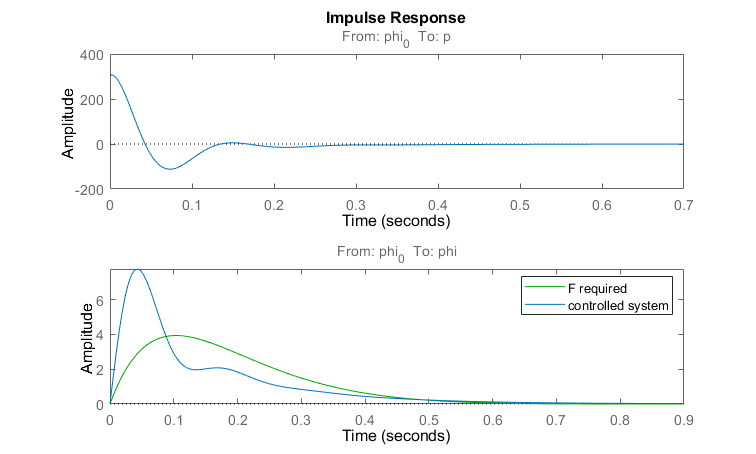 Impulse Response
From: phi0 To: p
400
200
0
-200
Amplitude
0 0.1 0.2 0.3 0.4 0.5 0.6 0.7
Time (seconds)
From: phi0 To: phi
6
4
2
0
Amplitude
F required
controlled system
0 0.1 0.2 0.3 0.4 0.5 0.6 0.7 0.8 0.9
Time (seconds)